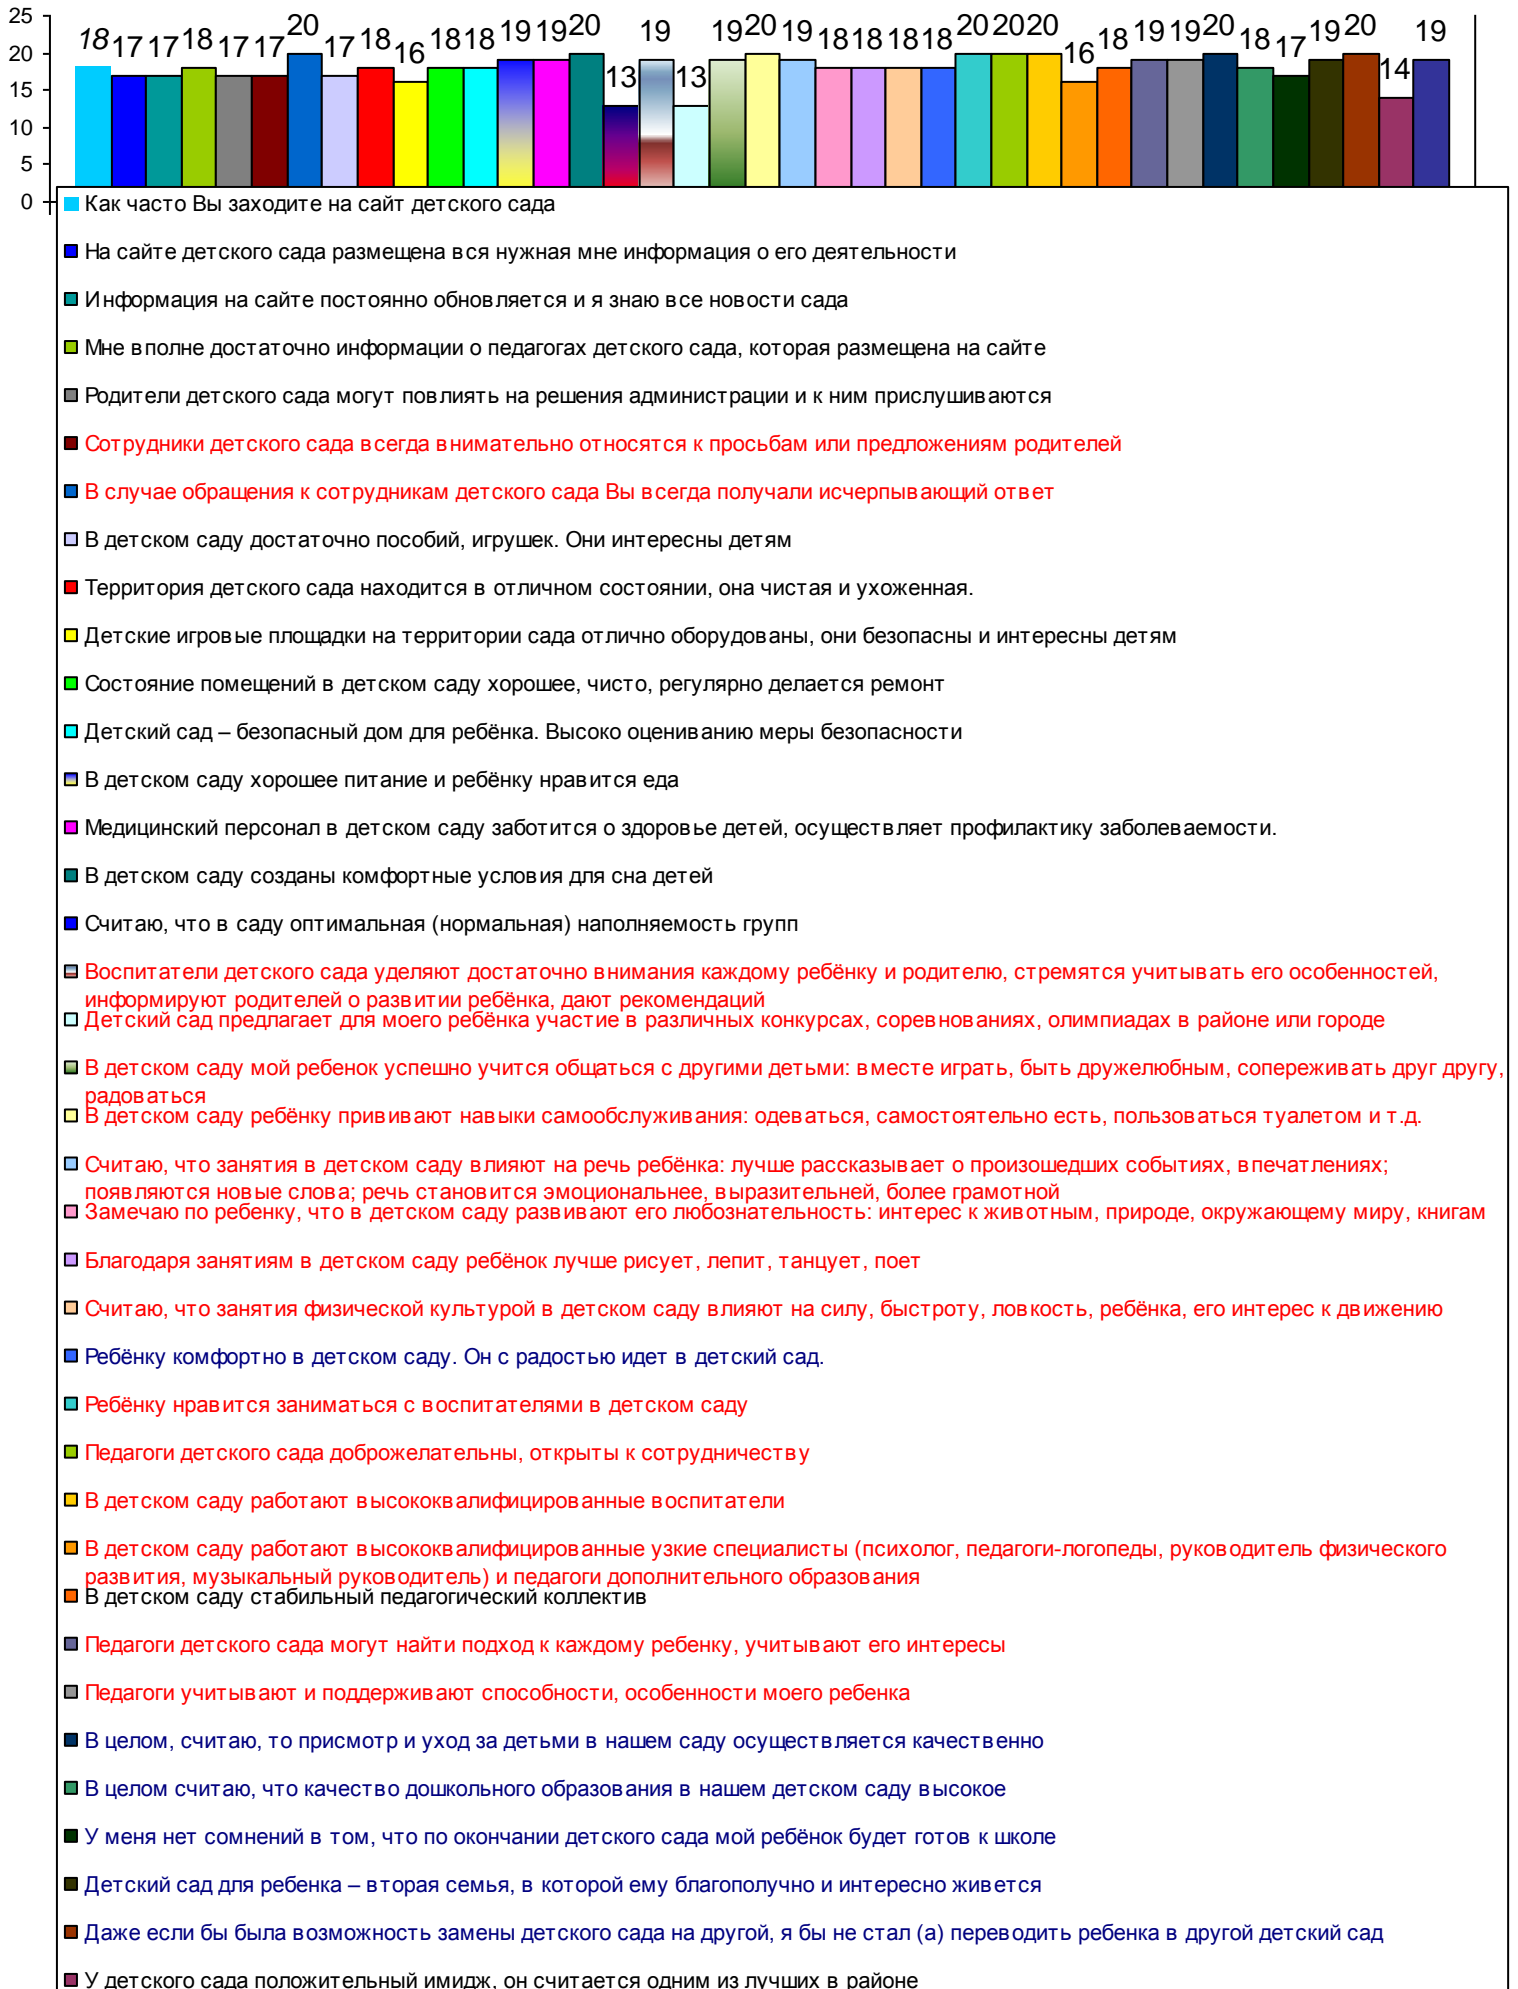 25
20
15
10
5
0
18 17 17 18 17 17 20 17 18 16 18 18 19 19 20 13 19 13 19 20 19 18 18 18 18 20 20 20 16 18 19 19 20 18 17 19 20 14 19
Как часто Вы заходите на сайт детского сада
На сайте детского сада размещена вся нужная мне информация о его деятельности
Информация на сайте постоянно обновляется и я знаю все новости сада
Мне вполне достаточно информации о педагогах детского сада, которая размещена на сайте
Родители детского сада могут повлиять на решения администрации и к ним прислушиваются
Сотрудники детского сада всегда внимательно относятся к просьбам или предложениям родителей
В случае обращения к сотрудникам детского сада Вы всегда получали исчерпывающий ответ
В детском саду достаточно пособий, игрушек. Они интересны детям
Территория детского сада находится в отличном состоянии, она чистая и ухоженная.
Детские игровые площадки на территории сада отлично оборудованы, они безопасны и интересны детям
Состояние помещений в детском саду хорошее, чисто, регулярно делается ремонт
Детский сад – безопасный дом для ребёнка. Высоко оцениванию меры безопасности
В детском саду хорошее питание и ребёнку нравится еда
Медицинский персонал в детском саду заботится о здоровье детей, осуществляет профилактику заболеваемости.
В детском саду созданы комфортные условия для сна детей
Считаю, что в саду оптимальная (нормальная) наполняемость групп
Воспитатели детского сада уделяют достаточно внимания каждому ребёнку и родителю, стремятся учитывать его особенностей,
информируют родителей о развитии ребёнка, дают рекомендаций
Детский сад предлагает для моего ребёнка участие в различных конкурсах, соревнованиях, олимпиадах в районе или городе
В детском саду мой ребенок успешно учится общаться с другими детьми: вместе играть, быть дружелюбным, сопереживать друг другу,
радоваться
В детском саду ребёнку прививают навыки самообслуживания: одеваться, самостоятельно есть, пользоваться туалетом и т.д.
Считаю, что занятия в детском саду влияют на речь ребёнка: лучше рассказывает о произошедших событиях, впечатлениях;
появляются новые слова; речь становится эмоциональнее, выразительней, более грамотной
Замечаю по ребенку, что в детском саду развивают его любознательность: интерес к животным, природе, окружающему миру, книгам
Благодаря занятиям в детском саду ребёнок лучше рисует, лепит, танцует, поет
Считаю, что занятия физической культурой в детском саду влияют на силу, быстроту, ловкость, ребёнка, его интерес к движению
Ребёнку комфортно в детском саду. Он с радостью идет в детский сад.
Ребёнку нравится заниматься с воспитателями в детском саду
Педагоги детского сада доброжелательны, открыты к сотрудничеству
В детском саду работают высококвалифицированные воспитатели
В детском саду работают высококвалифицированные узкие специалисты (психолог, педагоги-логопеды, руководитель физического
развития, музыкальный руководитель) и педагоги дополнительного образования
В детском саду стабильный педагогический коллектив
Педагоги детского сада могут найти подход к каждому ребенку, учитывают его интересы
Педагоги учитывают и поддерживают способности, особенности моего ребенка
В целом, считаю, то присмотр и уход за детьми в нашем саду осуществляется качественно
В целом считаю, что качество дошкольного образования в нашем детском саду высокое
У меня нет сомнений в том, что по окончании детского сада мой ребёнок будет готов к школе
Детский сад для ребенка – вторая семья, в которой ему благополучно и интересно живется
Даже если бы была возможность замены детского сада на другой, я бы не стал (а) переводить ребенка в другой детский сад
У детского сада положительный имидж, он считается одним из лучших в районе